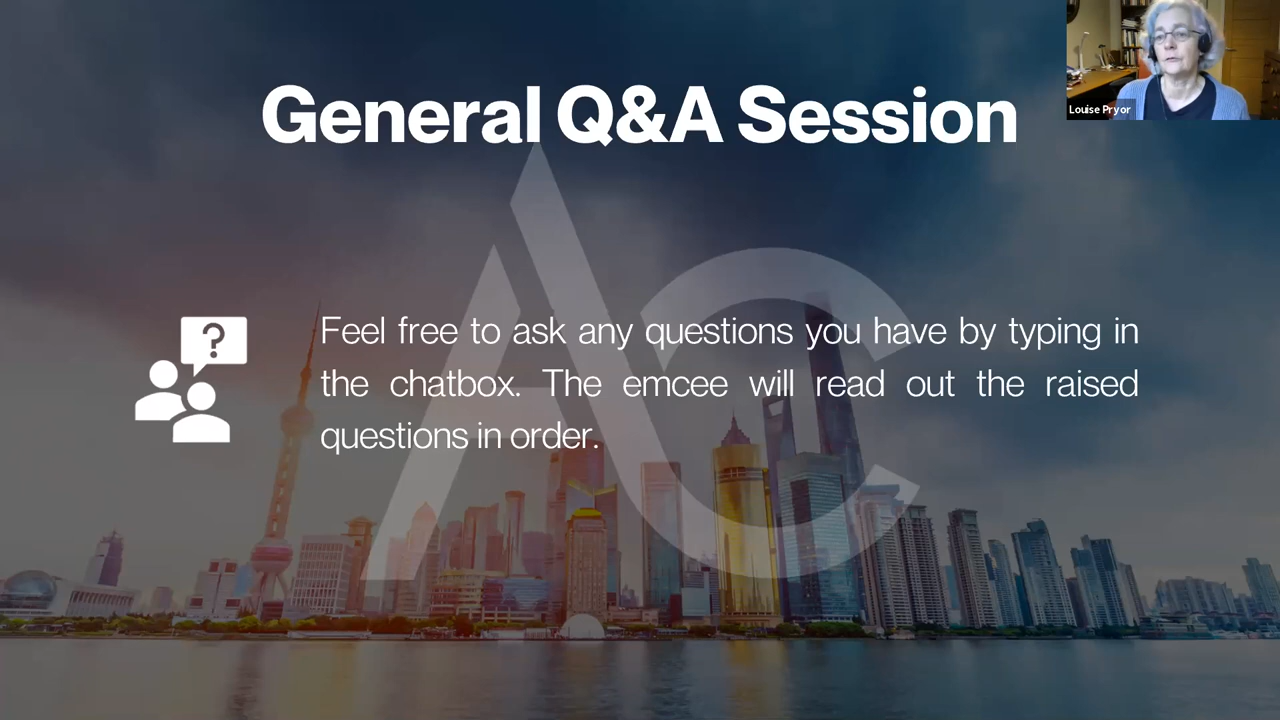 General Q&A Session
Louise Pryor
?
Feel free to ask any questions you have by typing in
the chatbox. The emcee will read out the raised
questions in order.
AC